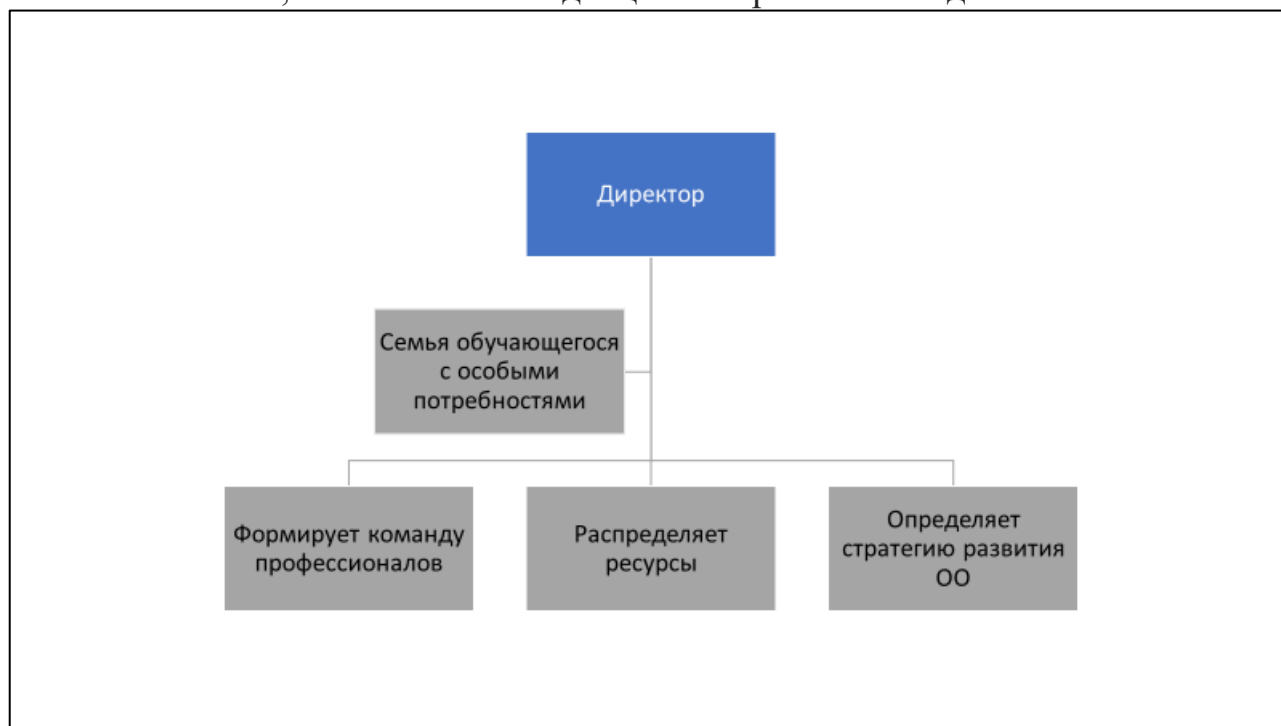 Директор
Семья обучающегося
с особыми
потребностями
Формирует команду
профессионалов
Распределяет
ресурсы
Определяет
стратегию развития
ОО